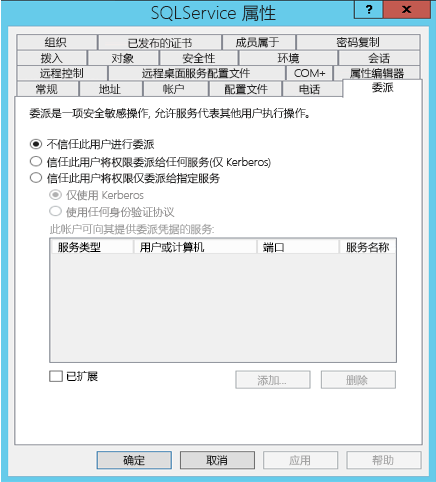 SQLService 属性
?
x
组织 已发布的证书 成员属于 密码复制
拨入 对象 安全性 环境 会话
远程控制 远程桌面服务配置文件 COM+ 属性编辑器
常规 地址 帐户 配置文件 电话 委派
委派是一项安全敏感操作, 允许服务代表其他用户执行操作。
不信任此用户进行委派
信任此用户将权限委派给任何服务(仅 Kerberos)
信任此用户将权限仅委派给指定服务
仅使用 Kerberos
使用任何身份验证协议
此帐户可向其提供委派凭据的服务:
服务类型 用户或计算机 端口 服务名称
已扩展 添加... 删除
确定 取消 应用 帮助